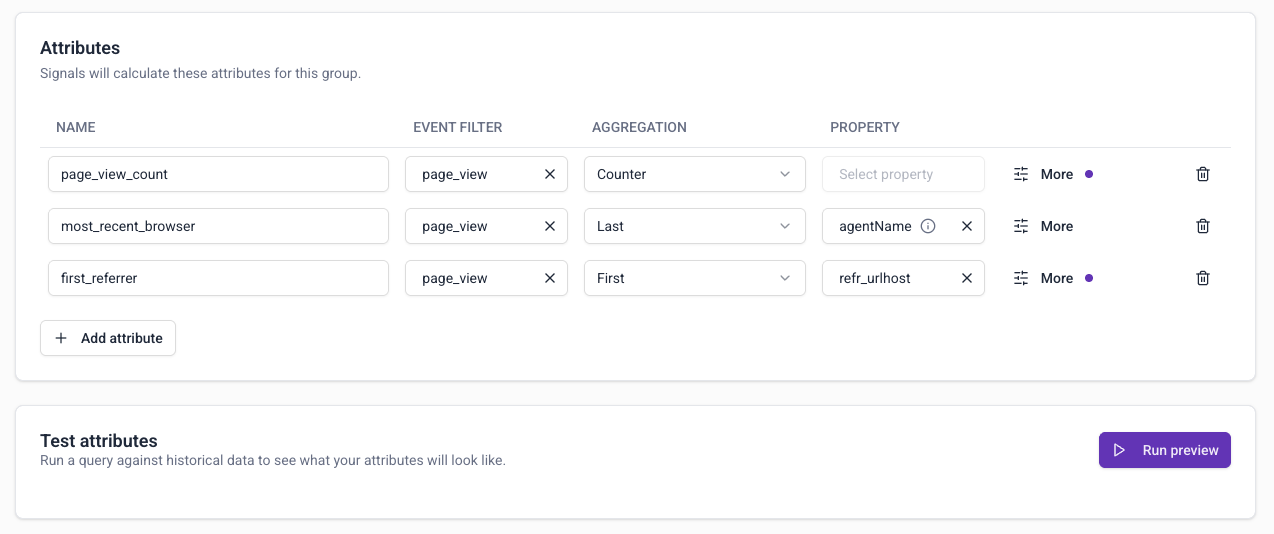 Attributes
Signals will calculate these attributes for this group.
NAME EVENT FILTER AGGREGATION PROPERTY
page_view_count page_view Counter Select property More
most_recent_browser page_view Last agentName More
first_referrer page_view First refr_urlhost More
Add attribute
Test attributes
Run a query against historical data to see what your attributes will look like.
Run preview